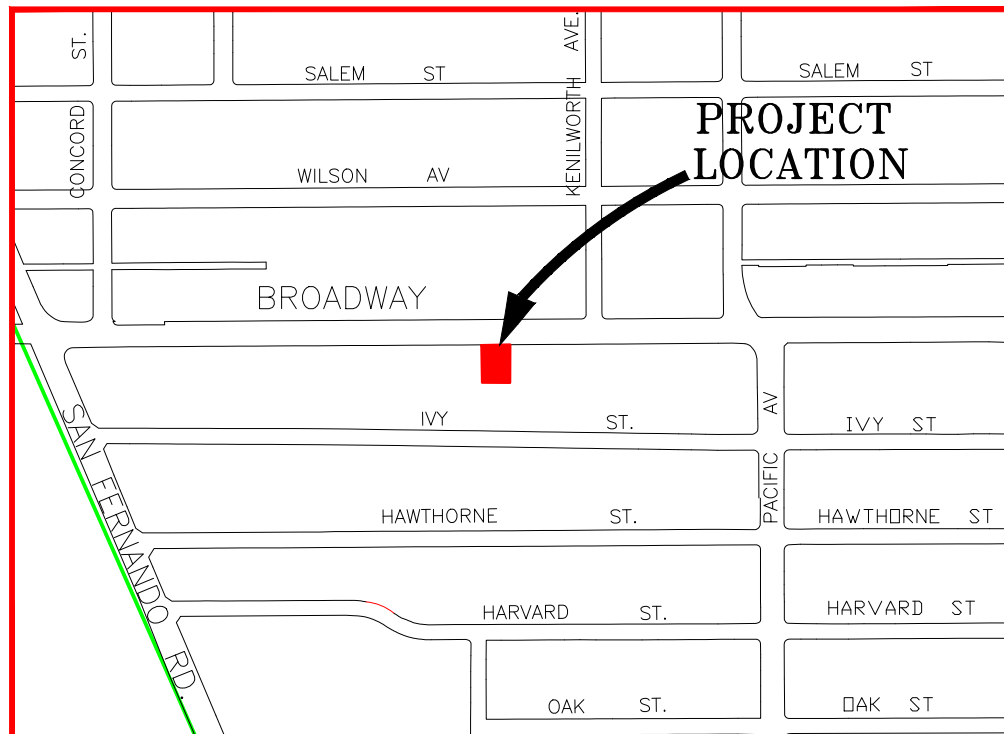 CONCORD ST.
SALEM ST
KENILWORTH AVE.
SALEM ST
PROJECT
LOCATION
WILSON AV
BROADWAY
IVY ST.
PACIFIC AV
IVY ST
SAN FERNANDO RD.
HAWTHORNE ST.
HAWTHORNE ST
HARVARD ST.
HARVARD ST
OAK ST.
OAK ST